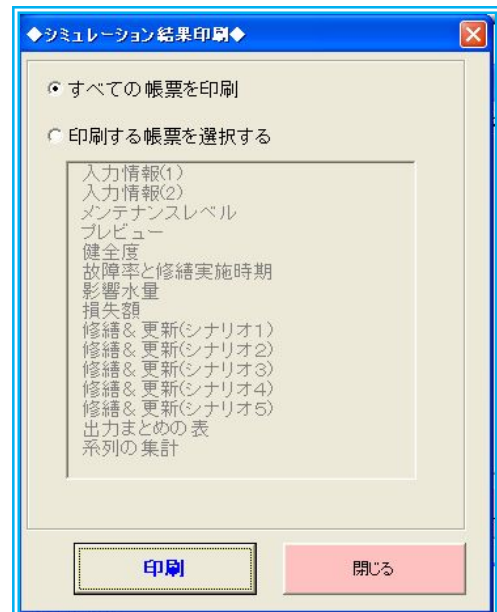 ◆シミュレーション結果印刷◆
すべての帳票を印刷
印刷する帳票を選択する
入力情報(1)
入力情報(2)
メンテナンスレベル
プレビュー
健全度
故障率と修繕実施時期
影響水量
損失額
修繕&更新(シナリオ1)
修繕&更新(シナリオ2)
修繕&更新(シナリオ3)
修繕&更新(シナリオ4)
修繕&更新(シナリオ5)
出力まとめの表
系列の集計
印刷
閉じる